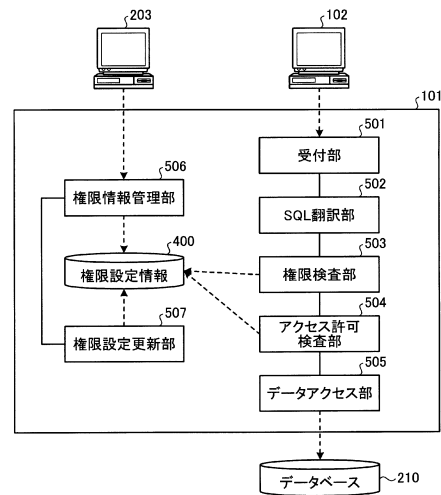 203
102
101
501
受付部
506
502
権限情報管理部
SQL翻訳部
400
503
権限設定情報
権限検査部
507
504
権限設定更新部
アクセス許可
検査部
505
データアクセス部
210
データベース